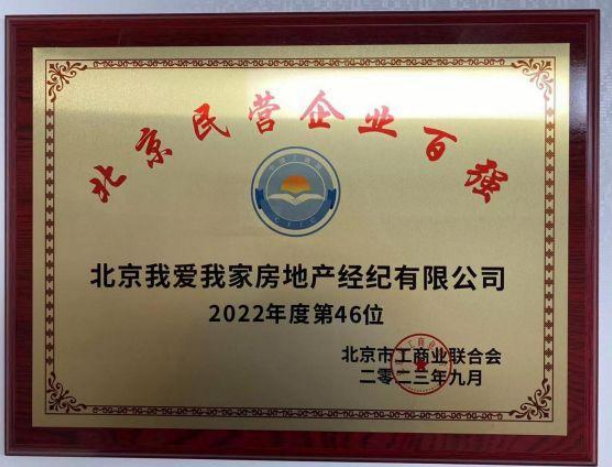 北京民营企业百强
北京我爱我家房地产经纪有限公司
2022年度第46位
北京市工商业联合会
二零二三年九月